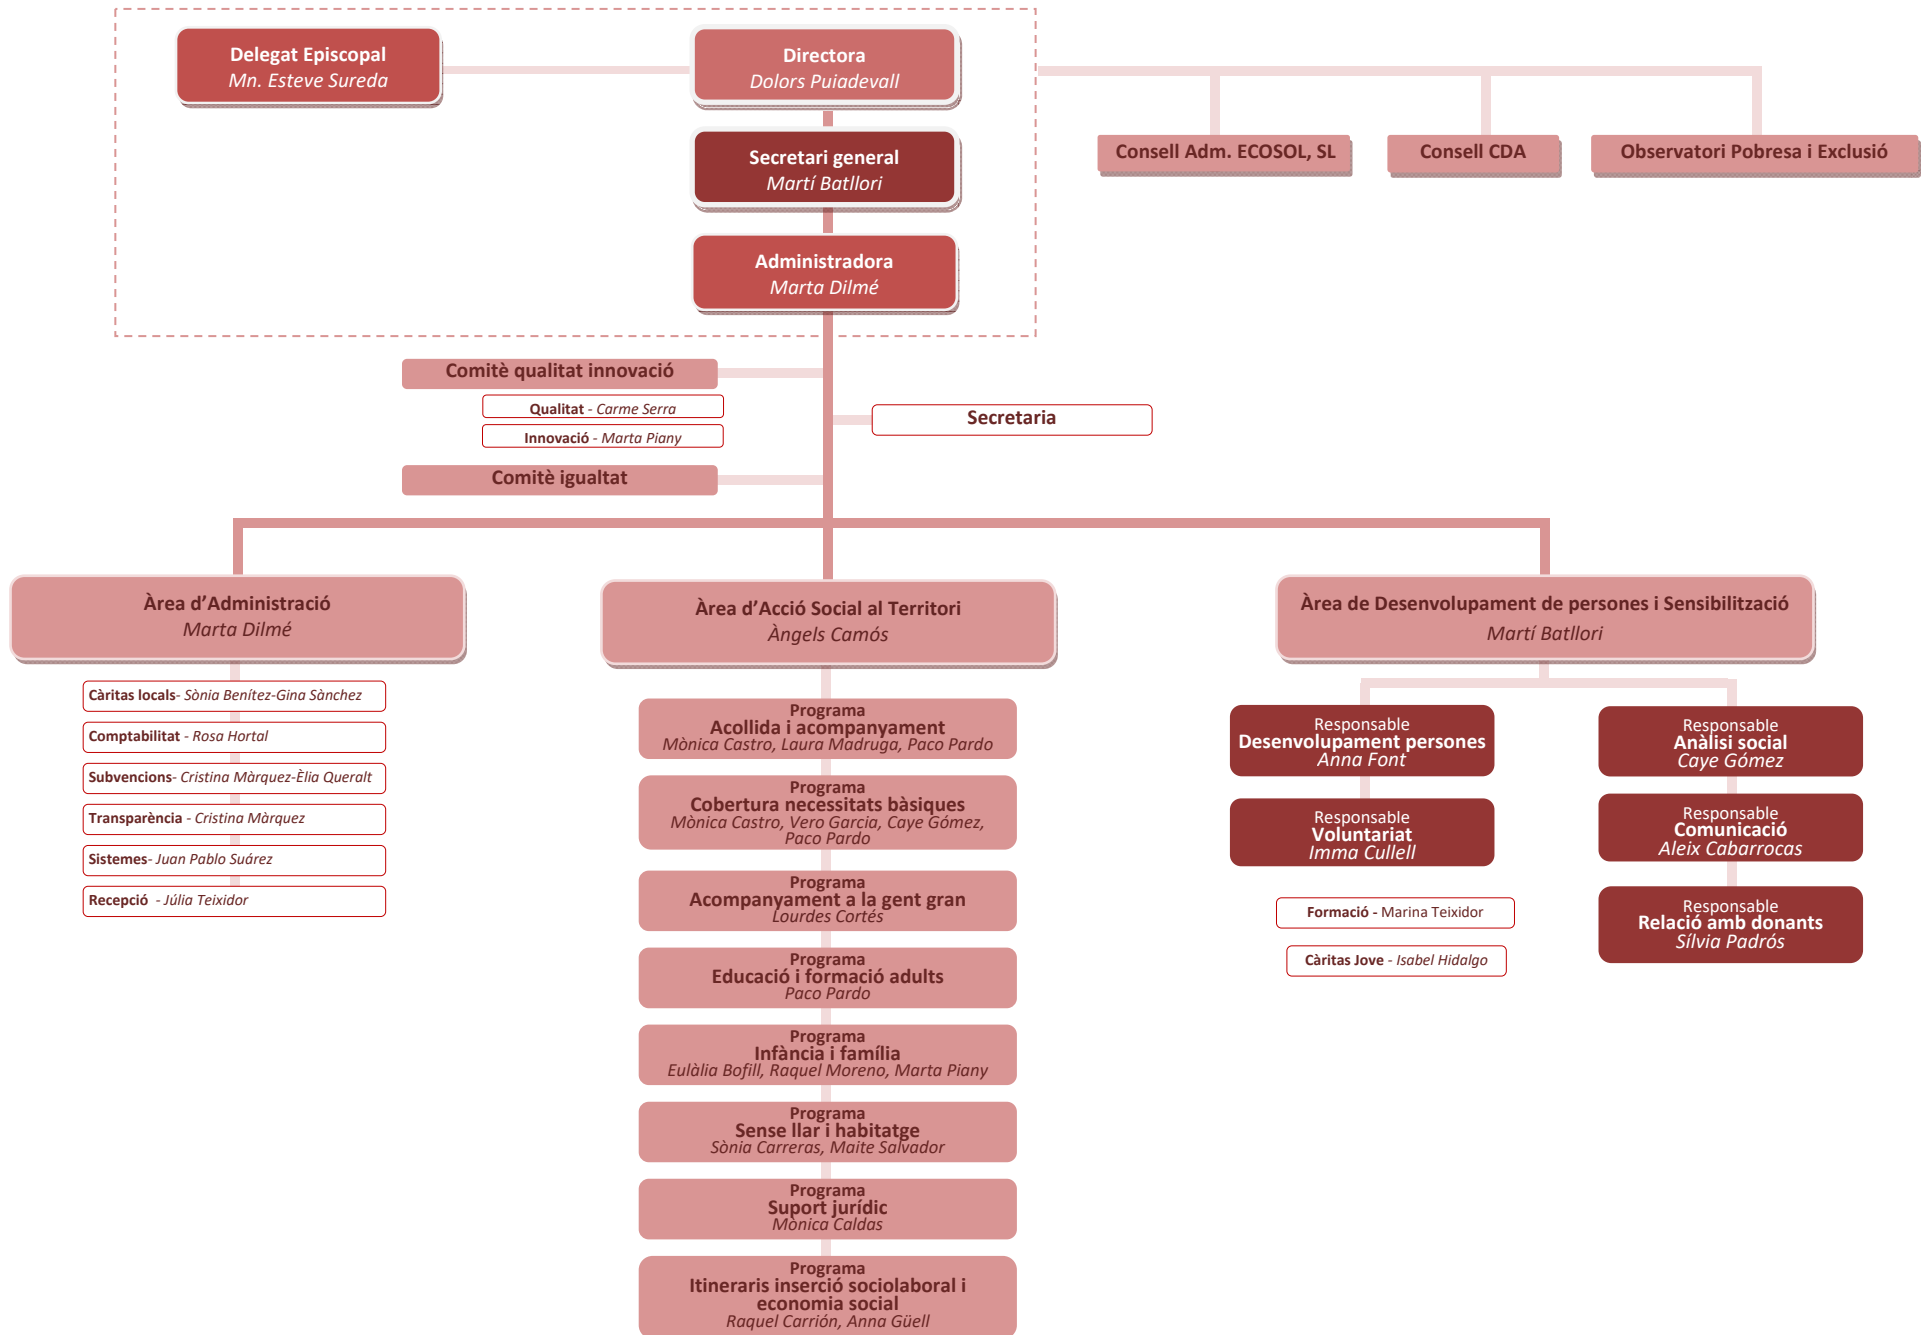 Delegat Episcopal
Mn. Esteve Sureda
Directora
Dolors Puiadevall
Secretari general
Martí Batllori
Administradora
Marta Dilmé
Consell Adm. ECOSOL, SL
Consell CDA
Observatori Pobresa i Exclusió
Comitè qualitat innovació
Qualitat - Carme Serra
Innovació - Marta Piany
Secretaria
Comitè igualtat
Àrea d’Administració
Marta Dilmé
Càritas locals- Sònia Benítez-Gina Sànchez
Comptabilitat - Rosa Hortal
Subvencions- Cristina Màrquez-Èlia Queralt
Transparència - Cristina Màrquez
Sistemes- Juan Pablo Suárez
Recepció - Júlia Teixidor
Àrea d’Acció Social al Territori
Àngels Camós
Programa
Acollida i acompanyament
Mònica Castro, Laura Madruga, Paco Pardo
Programa
Cobertura necessitats bàsiques
Mònica Castro, Vero Garcia, Caye Gómez,
Paco Pardo
Programa
Acompanyament a la gent gran
Lourdes Cortés
Programa
Educació i formació adults
Paco Pardo
Programa
Infància i família
Eulàlia Bofill, Raquel Moreno, Marta Piany
Programa
Sense llar i habitatge
Sònia Carreras, Maite Salvador
Programa
Suport jurídic
Mònica Caldas
Programa
Itineraris inserció sociolaboral i
economia social
Raquel Carrión, Anna Güell
Àrea de Desenvolupament de persones i Sensibilització
Martí Batllori
Responsable
Desenvolupament persones
Anna Font
Responsable
Voluntariat
Imma Cullell
Formació - Marina Teixidor
Càritas Jove - Isabel Hidalgo
Responsable
Anàlisi social
Caye Gómez
Responsable
Comunicació
Aleix Cabarrocas
Responsable
Relació amb donants
Sílvia Padrós